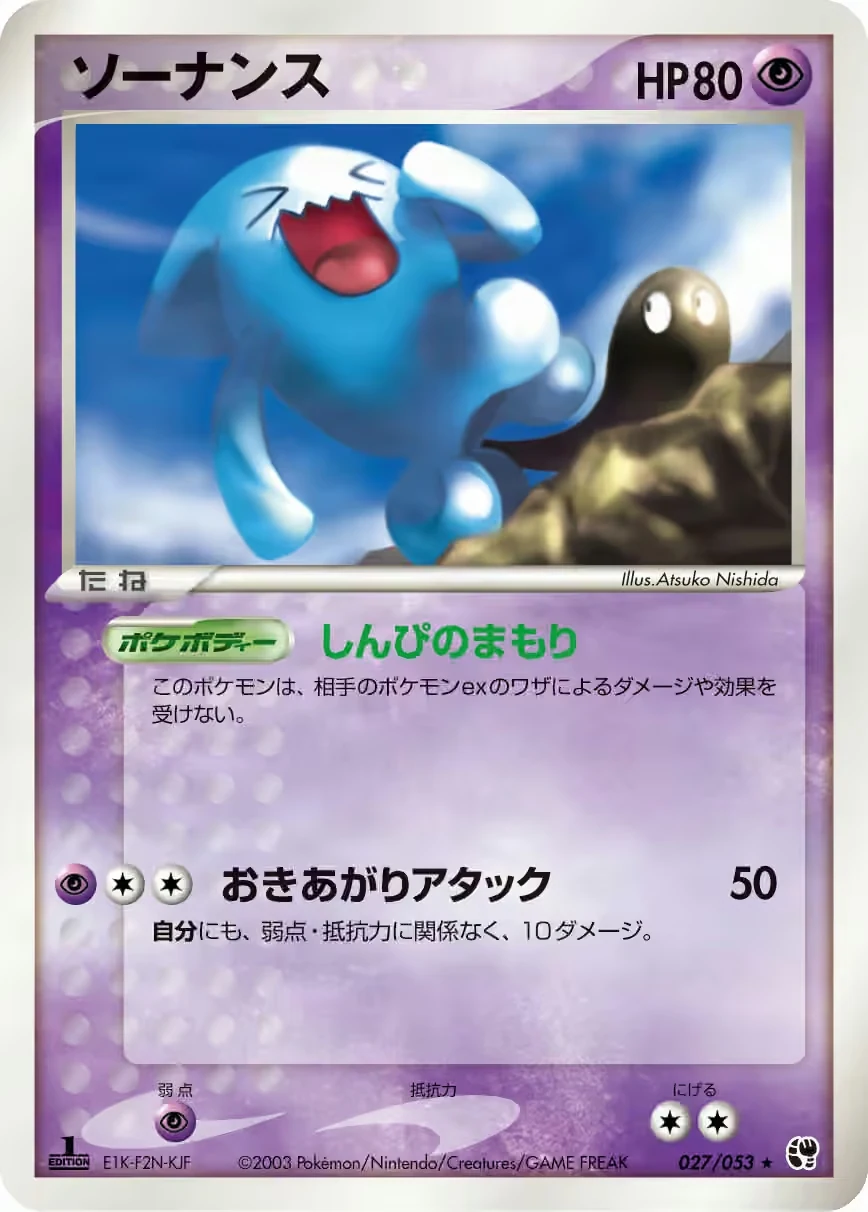 ソーナンス
HP80
たね
Illus.Atsuko Nishida
ポケボディー しんぴのまもり
このポケモンは、相手のポケモンexのワザによるダメージや効果を
受けない。
おきあがりアタック 50
自分にも、弱点・抵抗力に関係なく、10ダメージ。
弱点 抵抗力 にげる
1 EDITION E1K-F2N-KJF ©2003 Pokémon/Nintendo/Creatures/GAME FREAK 027/053 ★